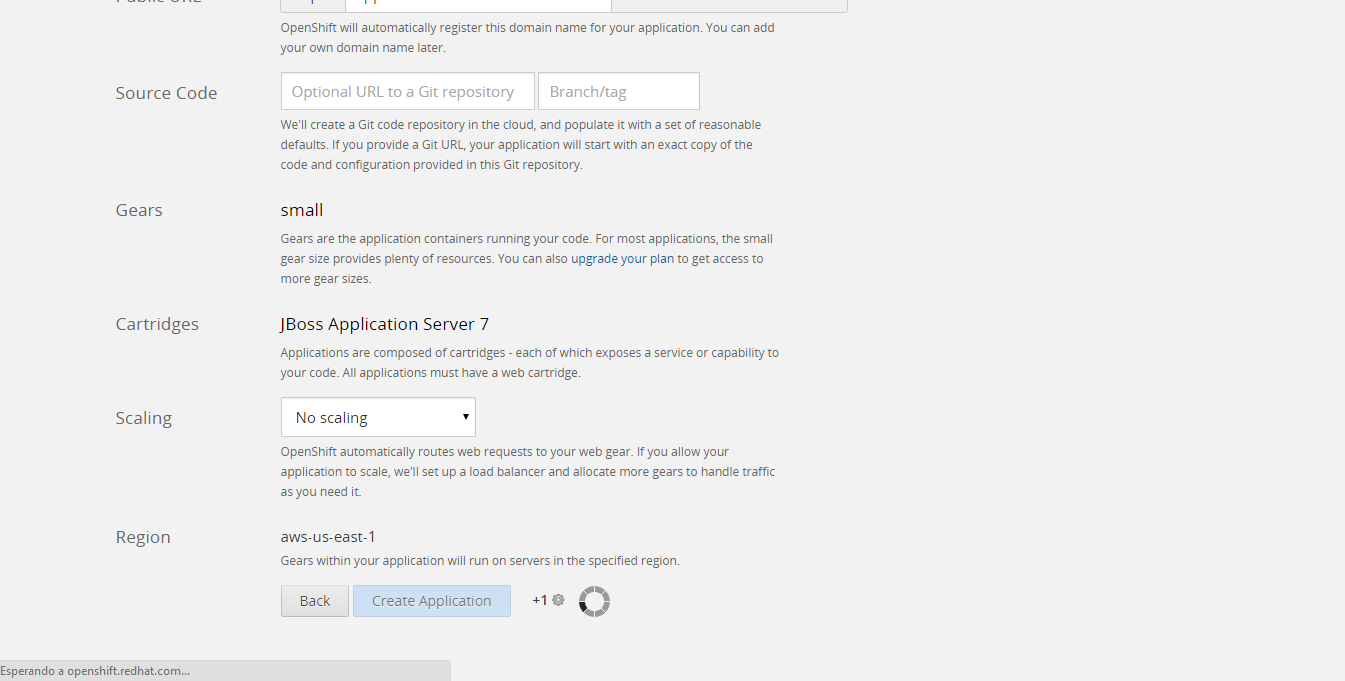 Public URL
OpenShift will automatically register this domain name for your application. You can add
your own domain name later.
Source Code
Optional URL to a Git repository
Branch/tag
We'll create a Git code repository in the cloud, and populate it with a set of reasonable
defaults. If you provide a Git URL, your application will start with an exact copy of the
code and configuration provided in this Git repository.
Gears
small
Gears are the application containers running your code. For most applications, the small
gear size provides plenty of resources. You can also upgrade your plan to get access to
more gear sizes.
Cartridges
JBoss Application Server 7
Applications are composed of cartridges - each of which exposes a service or capability to
your code. All applications must have a web cartridge.
Scaling
No scaling
OpenShift automatically routes web requests to your web gear. If you allow your
application to scale, we'll set up a load balancer and allocate more gears to handle traffic
as you need it.
Region
aws-us-east-1
Gears within your application will run on servers in the specified region.
Back
Create Application
+1
Esperando a openshift.redhat.com...